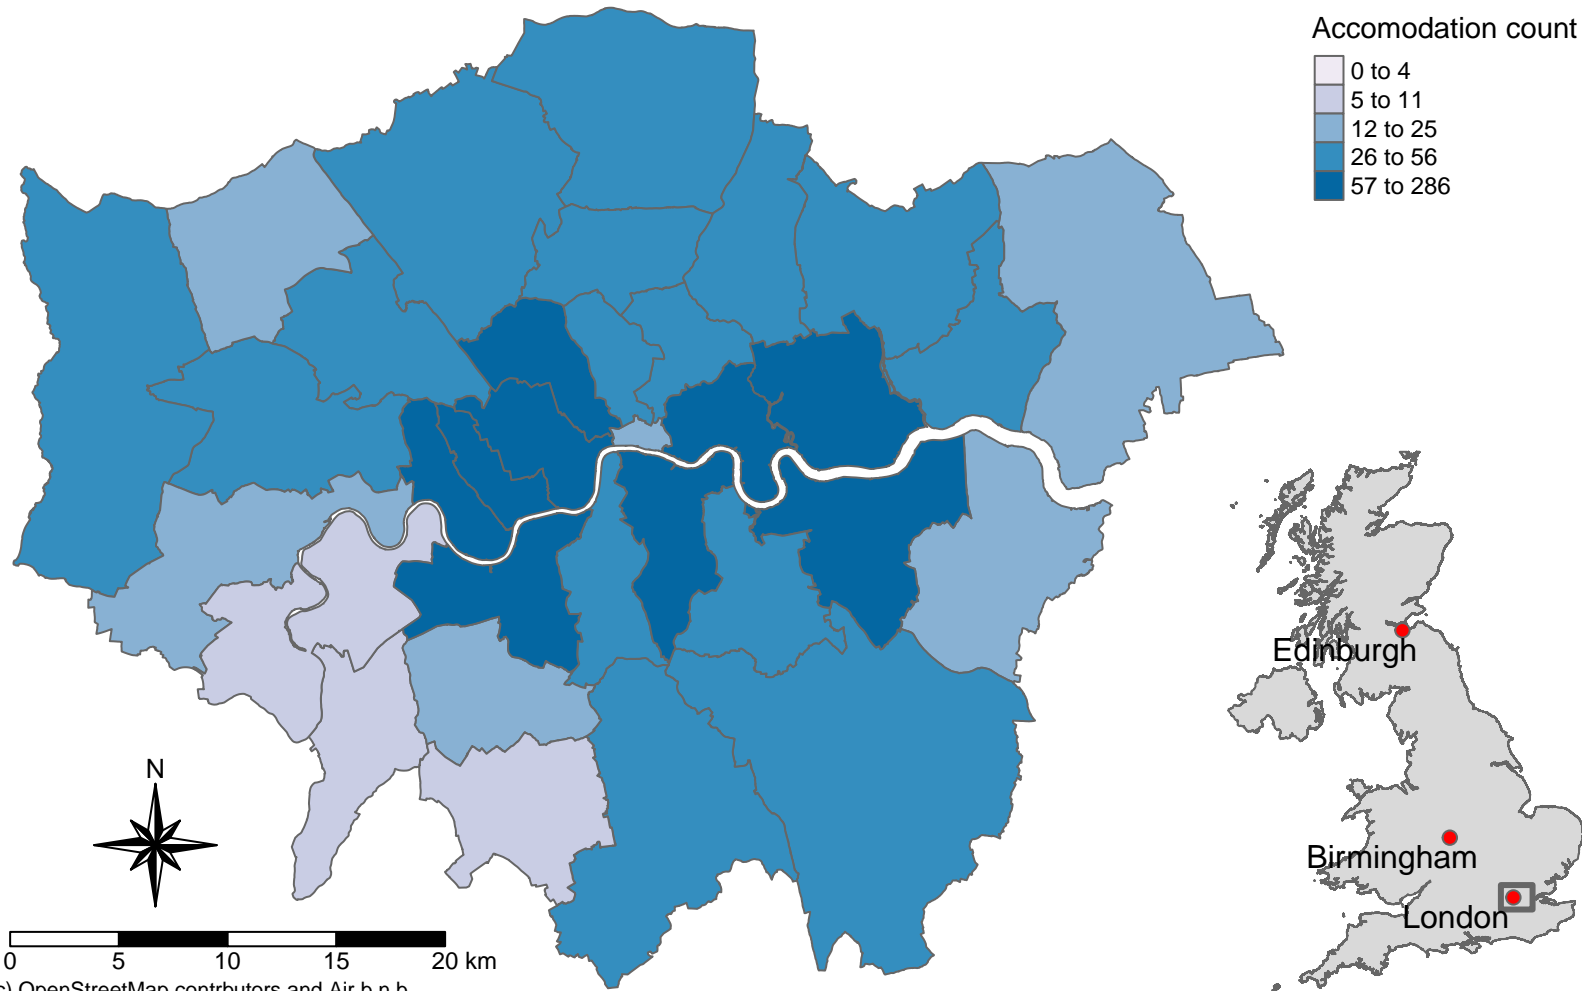 Accomodation count
0 to 4
5 to 11
12 to 25
26 to 56
57 to 286
Edinburgh
Birmingham
London
N
0 5 10 15 20 km
c) OpenStreetMap contrbutors and Air b n b